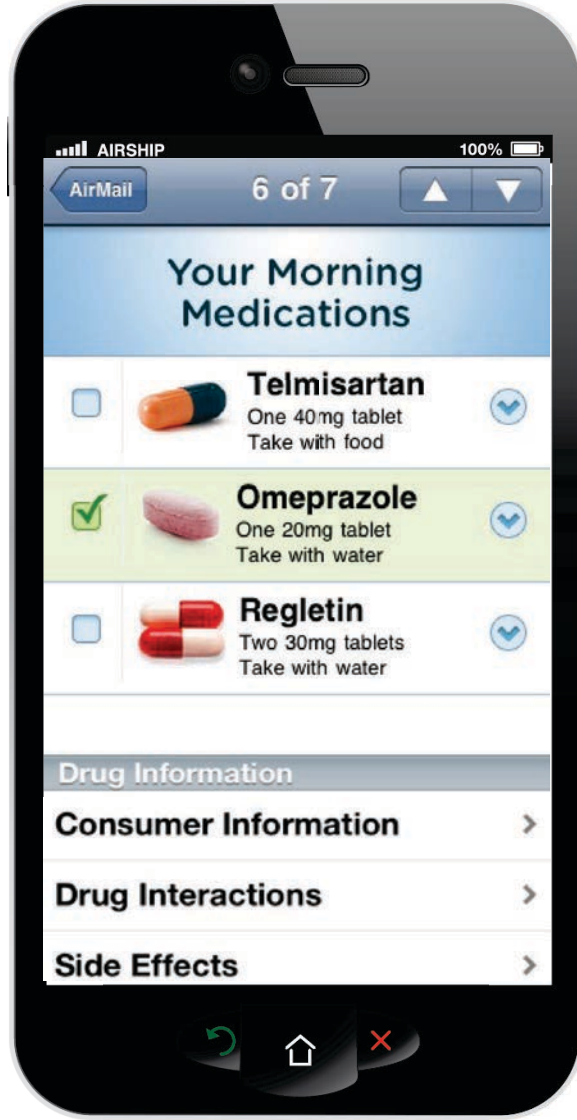 AIRSHIP 100%
AirMail 6 of 7
Your Morning
Medications
Telmisartan
One 40mg tablet
Take with food
Omeprazole
One 20mg tablet
Take with water
Regletin
Two 30mg tablets
Take with water
Drug Information
Consumer Information
Drug Interactions
Side Effects